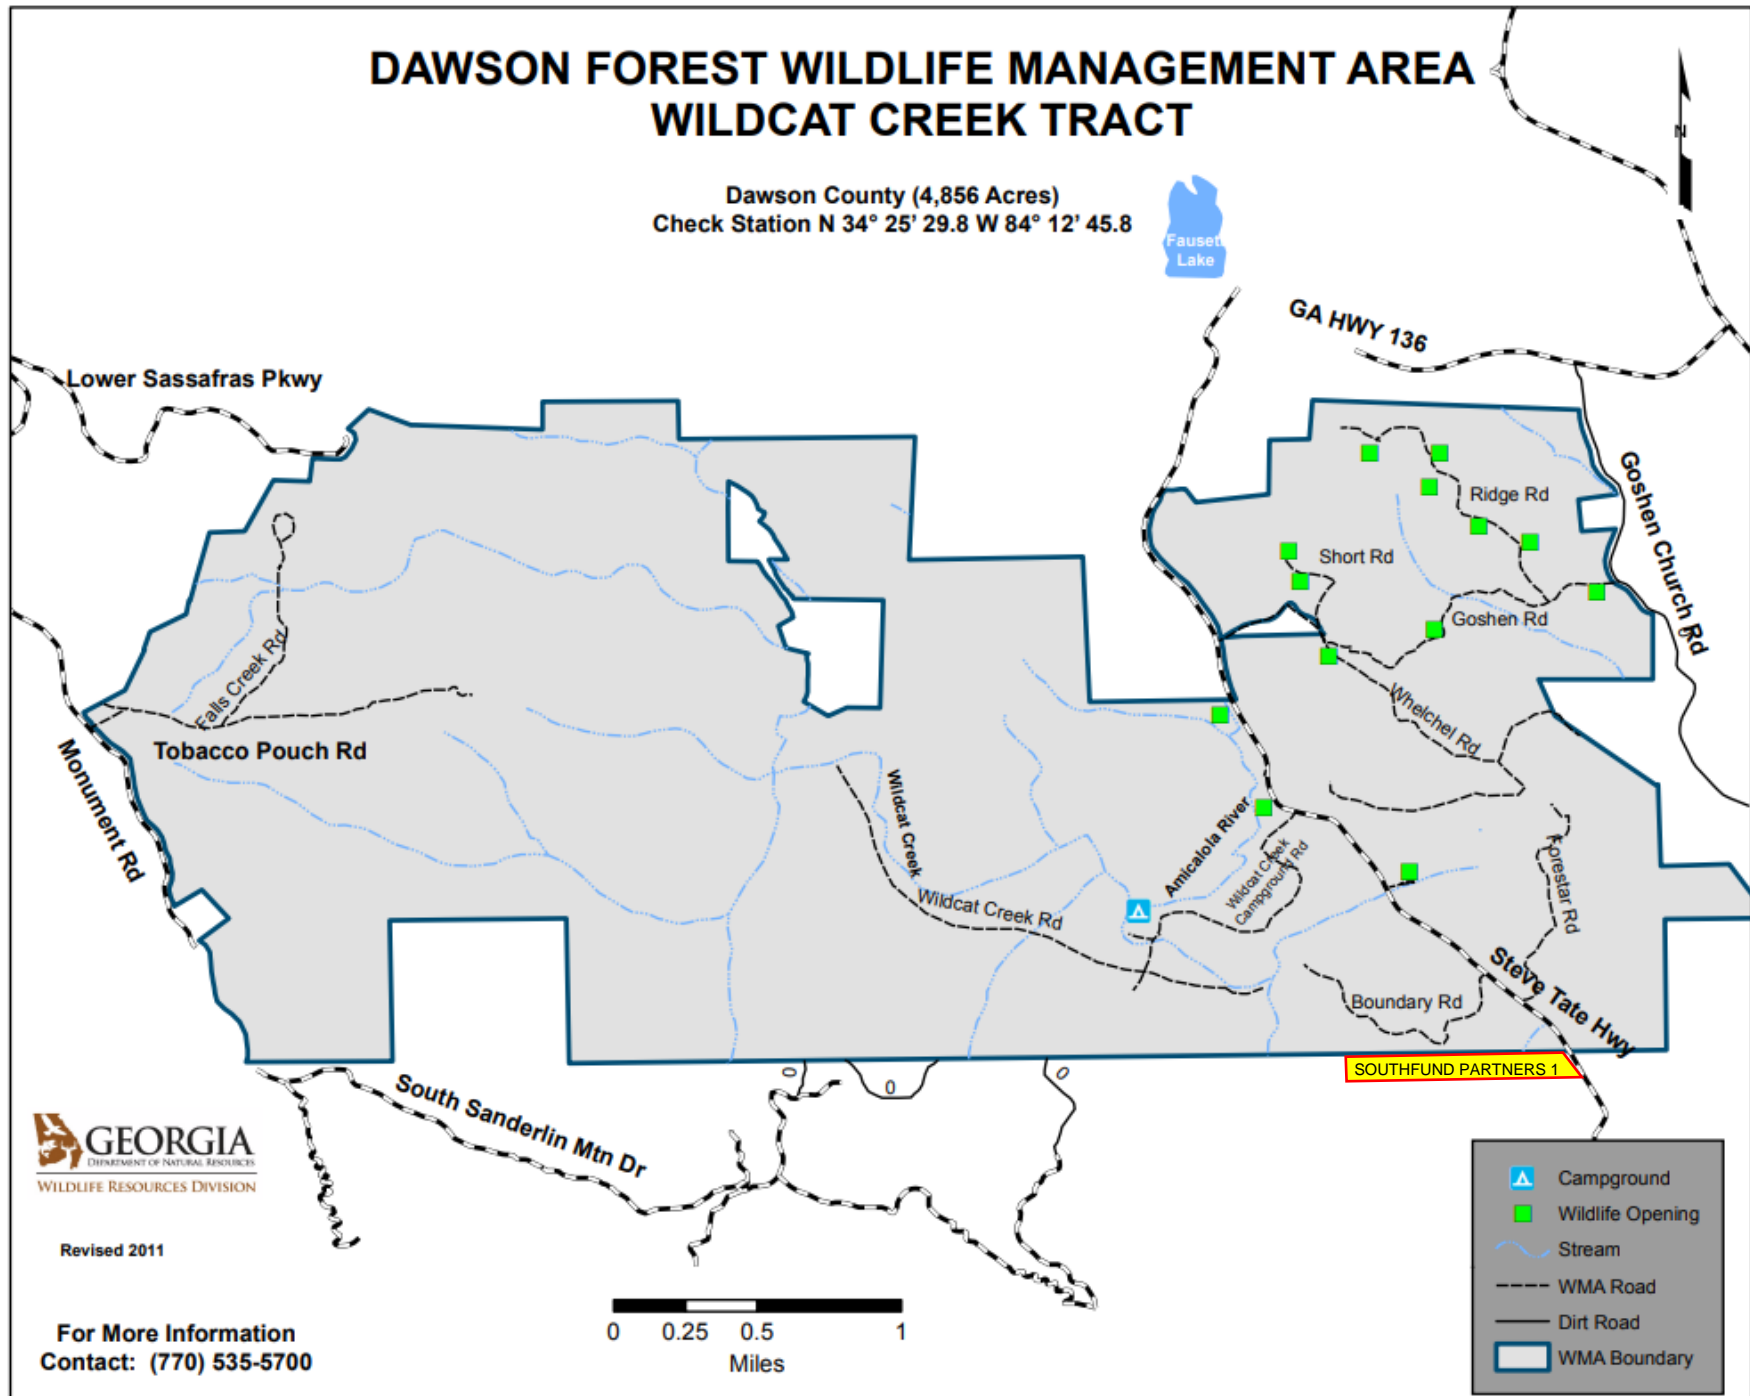 DAWSON FOREST WILDLIFE MANAGEMENT AREA
WILDCAT CREEK TRACT
Dawson County (4,856 Acres)
Check Station N 34° 25’ 29.8 W 84° 12’ 45.8
N
Fausett
Lake
GA HWY 136
Lower Sassafras Pkwy
Goshen Church Rd
Ridge Rd
Short Rd
Goshen Rd
Falls Creek Rd
Whelchel Rd
Tobacco Pouch Rd
Monument Rd
Wildcat Creek
Amicalola River
Wildcat Creek
Campground Rd
Forestar Rd
Wildcat Creek Rd
Steve Tate Hwy
Boundary Rd
SOUTHFUND PARTNERS 1
0
0
0
South Sanderlin Mtn Dr
GEORGIA
DEPARTMENT OF NATURAL RESOURCES
WILDLIFE RESOURCES DIVISION
Revised 2011
For More Information
Contact: (770) 535-5700
0 0.25 0.5 1
Miles
Campground
Wildlife Opening
Stream
WMA Road
Dirt Road
WMA Boundary